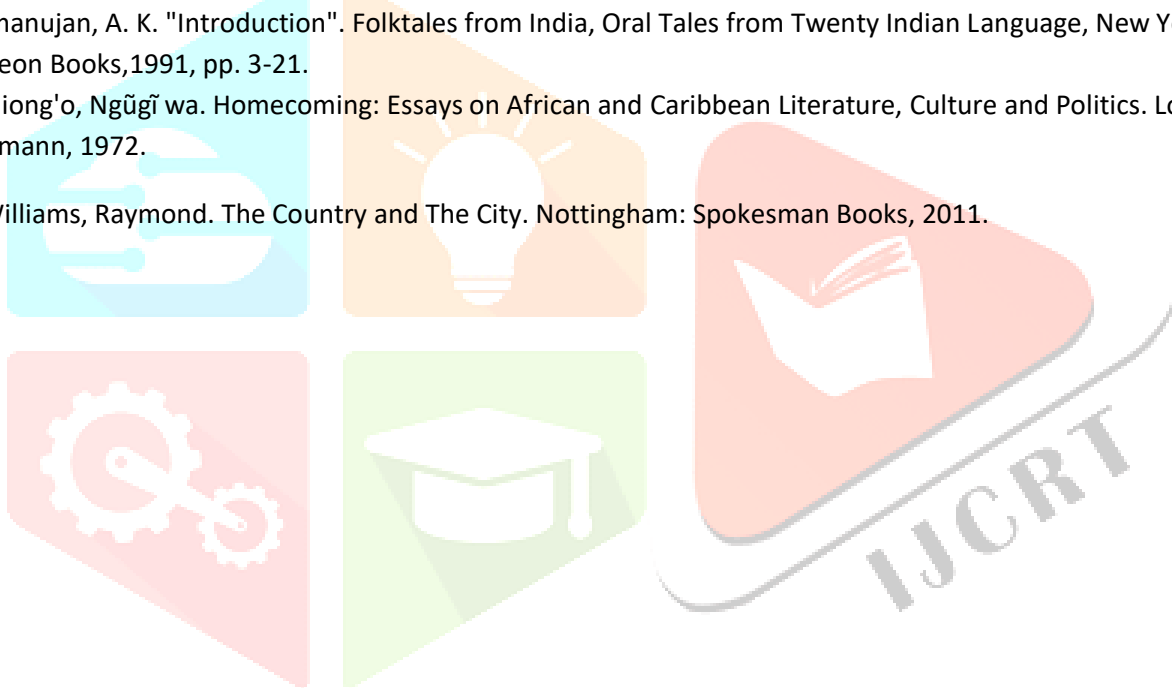 manujan, A. K. "Introduction". Folktales from India, Oral Tales from Twenty Indian Language, New Y
eon Books,1991, pp. 3-21.
iong'o, Ngũgĩ wa. Homecoming: Essays on African and Caribbean Literature, Culture and Politics. L
mann, 1972.
Williams, Raymond. The Country and The City. Nottingham: Spokesman Books, 2011.
IJCRT